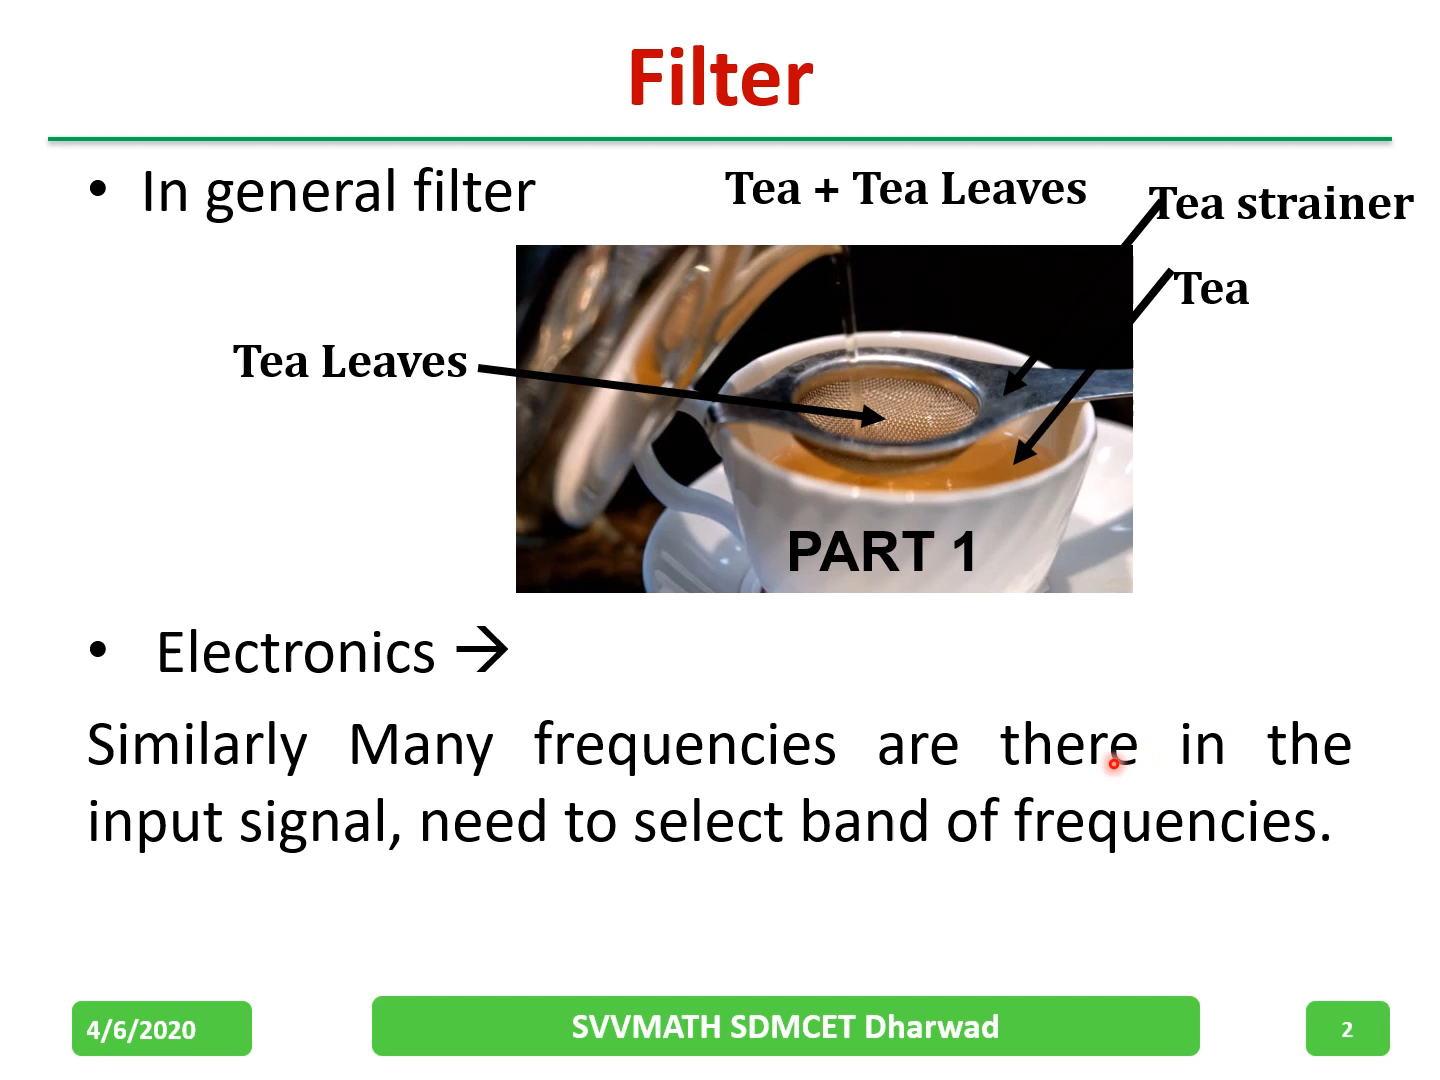 Filter
• In general filter
Tea + Tea Leaves
Tea strainer
Tea
Tea Leaves
PART 1
• Electronics →
Similarly Many frequencies are there in the
input signal, need to select band of frequencies.
4/6/2020
SVVMATH SDMCET Dharwad
2